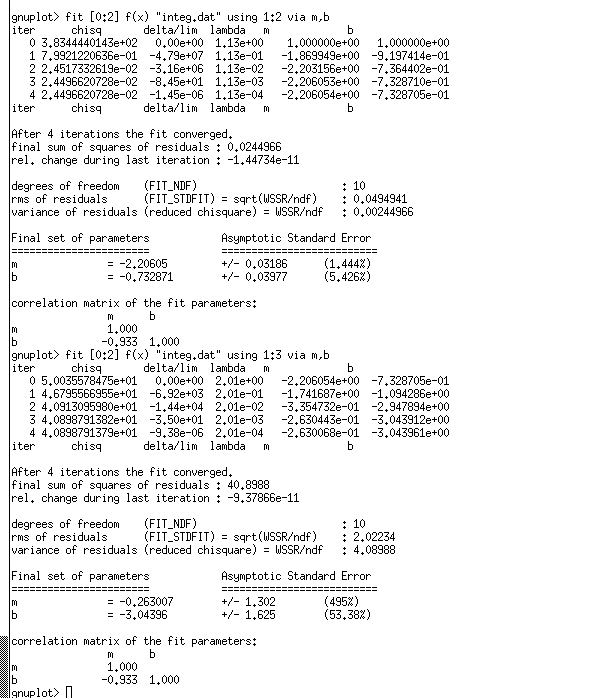 gnuplot> fit [0:2] f(x) "integ.dat" using 1:2 via m,b
iter chisq delta/lim lambda m b
0 3.8344440143e+02 0.00e+00 1.13e+00 1.000000e+00 1.000000e+00
1 7.9921220636e-01 -4.79e+07 1.13e-01 -1.869949e+00 -9.197414e-01
2 2.4517332619e-02 -3.16e+06 1.13e-02 -2.203156e+00 -7.364402e-01
3 2.4496620728e-02 -8.45e+01 1.13e-03 -2.206053e+00 -7.328710e-01
4 2.4496620728e-02 -1.45e-06 1.13e-04 -2.206054e+00 -7.328705e-01
iter chisq delta/lim lambda m b
After 4 iterations the fit converged.
final sum of squares of residuals : 0.0244966
rel. change during last iteration : -1.44734e-11
degrees of freedom (FIT_NDF) : 10
rms of residuals (FIT_STDFIT) = sqrt(WSSR/ndf) : 0.0494941
variance of residuals (reduced chisquare) = WSSR/ndf : 0.00244966
Final set of parameters Asymptotic Standard Error
======================= ==========================
m = -2.20605 +/- 0.03186 (1.444%)
b = -0.732871 +/- 0.03977 (5.426%)
correlation matrix of the fit parameters:
m b
m 1.000
b -0.933 1.000
gnuplot> fit [0:2] f(x) "integ.dat" using 1:3 via m,b
iter chisq delta/lim lambda m b
0 5.0035578475e+01 0.00e+00 2.01e+00 -2.206054e+00 -7.328705e-01
1 4.6795566955e+01 -6.92e+03 2.01e-01 -1.741687e+00 -1.094286e+00
2 4.0913095980e+01 -1.44e+04 2.01e-02 -3.354732e-01 -2.947894e+00
3 4.0898791382e+01 -3.50e+01 2.01e-03 -2.630443e-01 -3.043912e+00
4 4.0898791379e+01 -9.38e-06 2.01e-04 -2.630068e-01 -3.043961e+00
iter chisq delta/lim lambda m b
After 4 iterations the fit converged.
final sum of squares of residuals : 40.8988
rel. change during last iteration : -9.37866e-11
degrees of freedom (FIT_NDF) : 10
rms of residuals (FIT_STDFIT) = sqrt(WSSR/ndf) : 2.02234
variance of residuals (reduced chisquare) = WSSR/ndf : 4.08988
Final set of parameters Asymptotic Standard Error
======================= ==========================
m = -0.263007 +/- 1.302 (495%)
b = -3.04396 +/- 1.625 (53.38%)
correlation matrix of the fit parameters:
m b
m 1.000
b -0.933 1.000
gnuplot>